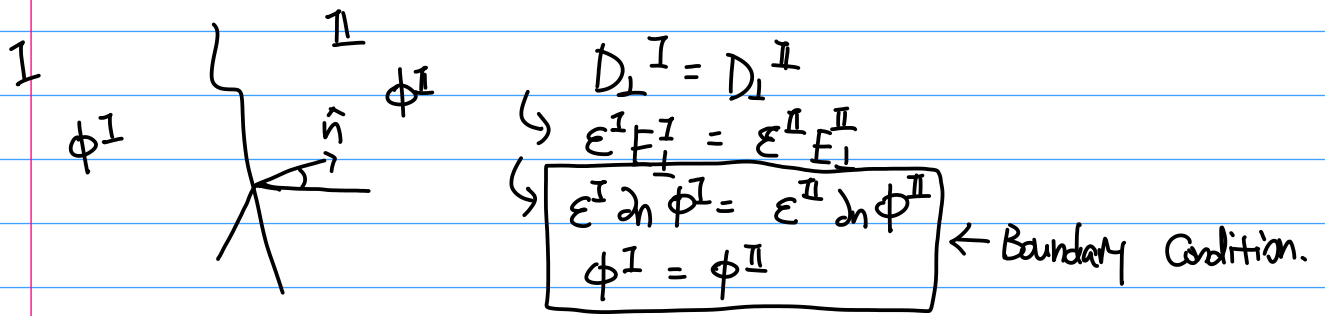 I
II
φ^I
φ^II
n̂
D⊥^I = D⊥^II
ε^I E⊥^I = ε^II E⊥^II
ε^I ∂n φ^I = ε^II ∂n φ^II
φ^I = φ^II
← Boundary Condition.